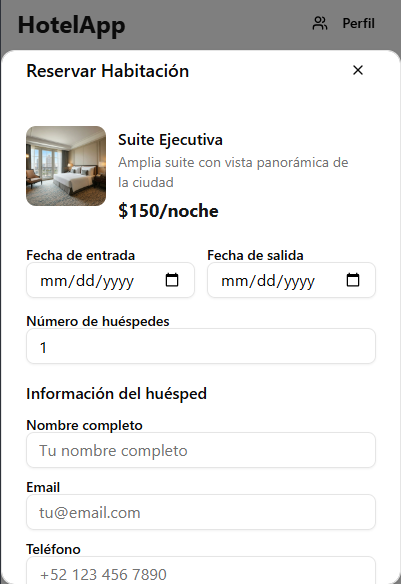 HotelApp
Perfil
Reservar Habitación
Suite Ejecutiva
Amplia suite con vista panorámica de
la ciudad
$150/noche
Fecha de entrada
Fecha de salida
mm/dd/yyyy
mm/dd/yyyy
Número de huéspedes
1
Información del huésped
Nombre completo
Tu nombre completo
Email
tu@email.com
Teléfono
+52 123 456 7890